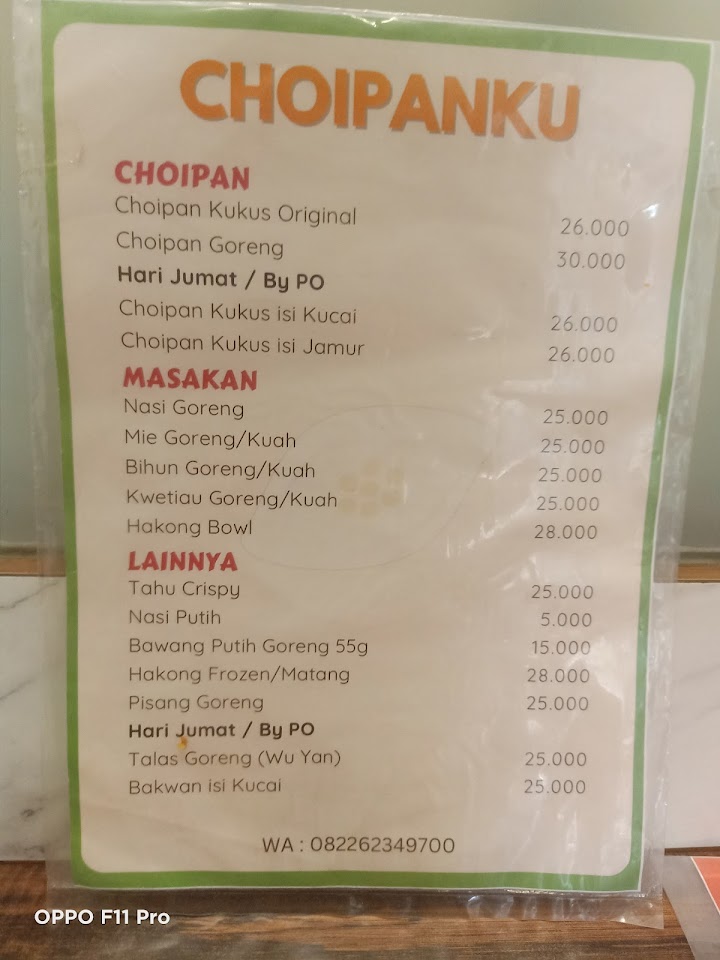 CHOIPANKU
CHOIPAN
Choipan Kukus Original 26.000
Choipan Goreng 30.000
Hari Jumat / By PO
Choipan Kukus isi Kucai 26.000
Choipan Kukus isi Jamur 26.000
MASAKAN
Nasi Goreng 25.000
Mie Goreng/Kuah 25.000
Bihun Goreng/Kuah 25.000
Kwetiau Goreng/Kuah 25.000
Hakong Bowl 28.000
LAINNYA
Tahu Crispy 25.000
Nasi Putih 5.000
Bawang Putih Goreng 55g 15.000
Hakong Frozen/Matang 28.000
Pisang Goreng 25.000
Hari Jumat / By PO
Talas Goreng (Wu Yan) 25.000
Bakwan isi Kucai 25.000
WA : 082262349700
OPPO F11 Pro